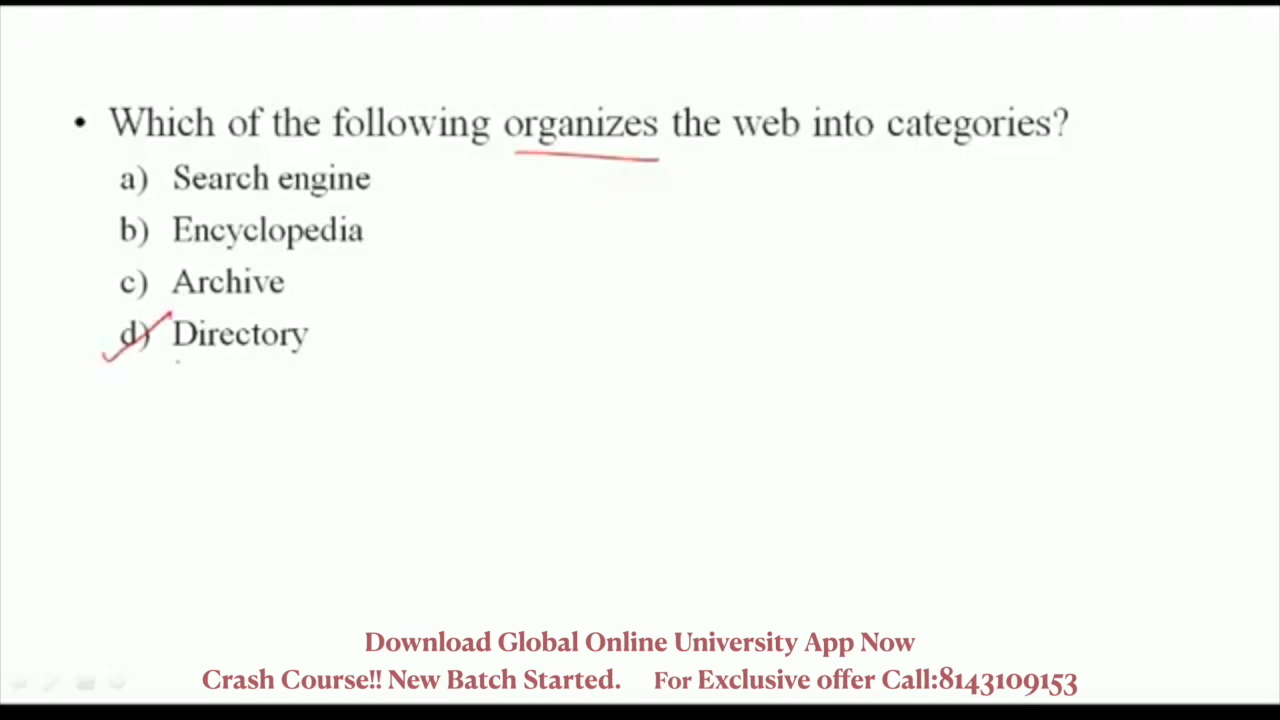 • Which of the following organizes the web into categories?
a) Search engine
b) Encyclopedia
c) Archive
d) Directory
Download Global Online University App Now
Crash Course!! New Batch Started. For Exclusive offer Call:8143109153